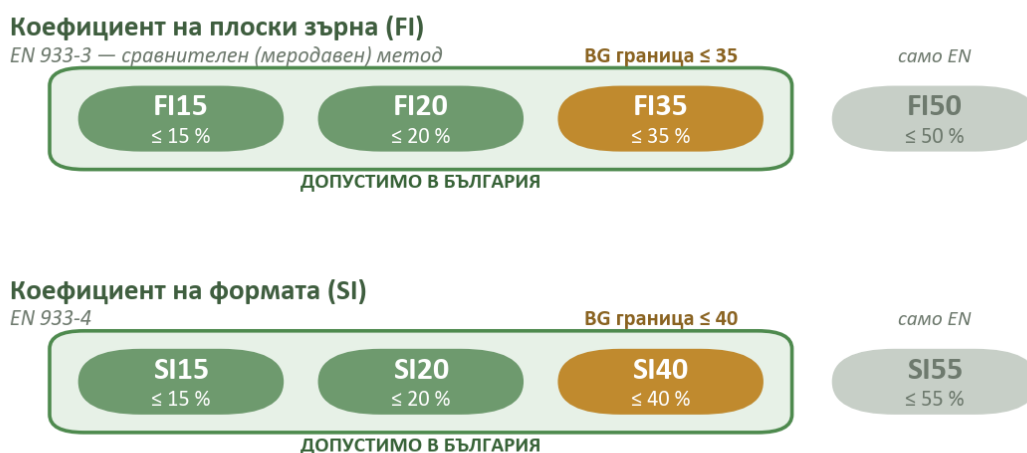 Коефициент на плоски зърна (FI)
EN 933-3 — сравнителен (меродавен) метод
BG граница ≤ 35
само EN
FI15
≤ 15 %
FI20
≤ 20 %
FI35
≤ 35 %
FI50
≤ 50 %
ДОПУСТИМО В БЪЛГАРИЯ
Коефициент на формата (SI)
EN 933-4
BG граница ≤ 40
само EN
SI15
≤ 15 %
SI20
≤ 20 %
SI40
≤ 40 %
SI55
≤ 55 %
ДОПУСТИМО В БЪЛГАРИЯ